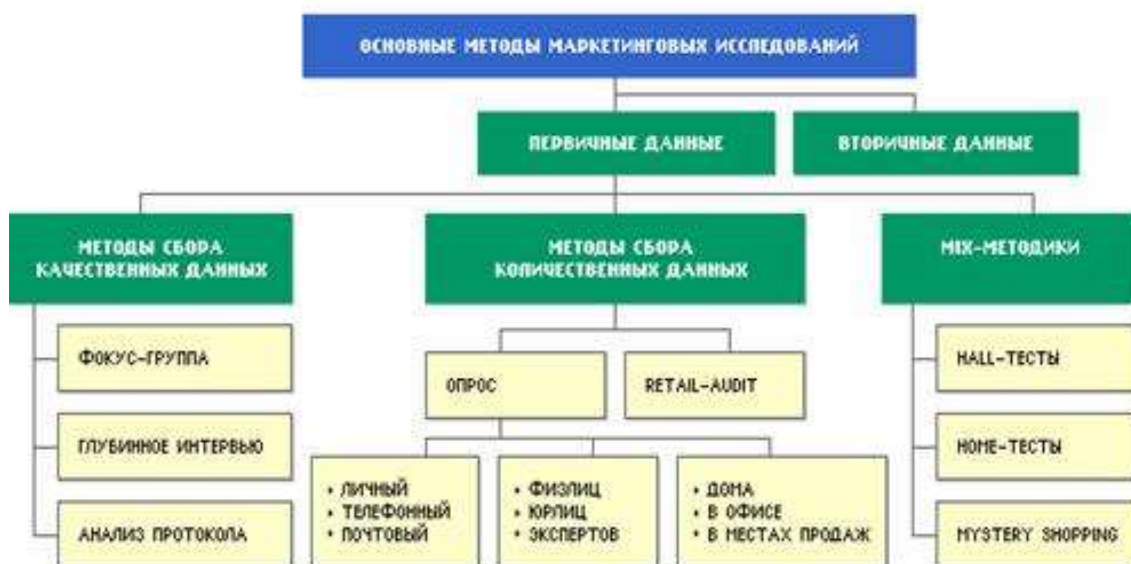 ОСНОВНЫЕ МЕТОДЫ МАРКЕТИНГОВЫХ ИССЛЕДОВАНИЙ
ПЕРВИЧНЫЕ ДАННЫЕ
ВТОРИЧНЫЕ ДАННЫЕ
МЕТОДЫ СБОРА
КАЧЕСТВЕННЫХ ДАННЫХ
МЕТОДЫ СБОРА
КОЛИЧЕСТВЕННЫХ ДАННЫХ
MIX-МЕТОДИКИ
ФОКУС-ГРУППА
ГЛУБИННОЕ ИНТЕРВЬЮ
АНАЛИЗ ПРОТОКОЛА
ОПРОС
RETAIL-AUDIT
• ЛИЧНЫЙ
• ТЕЛЕФОННЫЙ
• ПОЧТОВЫЙ
• ФИЗЛИЦ
• ЮРЛИЦ
• ЭКСПЕРТОВ
• ДОМА
• В ОФИСЕ
• В МЕСТАХ ПРОДАЖ
HALL-ТЕСТЫ
HOME-ТЕСТЫ
MYSTERY SHOPPING